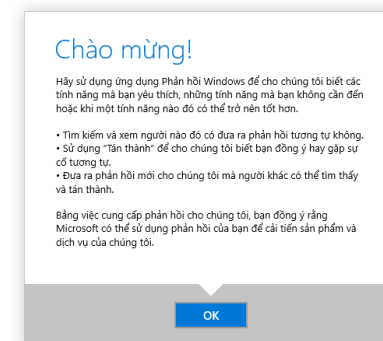 Chào mừng!
Hãy sử dụng ứng dụng Phản hồi Windows để cho chúng tôi biết các
tính năng mà bạn yêu thích, những tính năng mà bạn không cần đến
hoặc khi một tính năng nào đó có thể trở nên tốt hơn.
• Tìm kiếm và xem người nào đó có đưa ra phản hồi tương tự không.
• Sử dụng "Tán thành" để cho chúng tôi biết bạn đồng ý hay gặp sự
cố tương tự.
• Đưa ra phản hồi mới cho chúng tôi mà người khác có thể tìm thấy
và tán thành.
Bằng việc cung cấp phản hồi cho chúng tôi, bạn đồng ý rằng
Microsoft có thể sử dụng phản hồi của bạn để cải tiến sản phẩm và
dịch vụ của chúng tôi.
OK